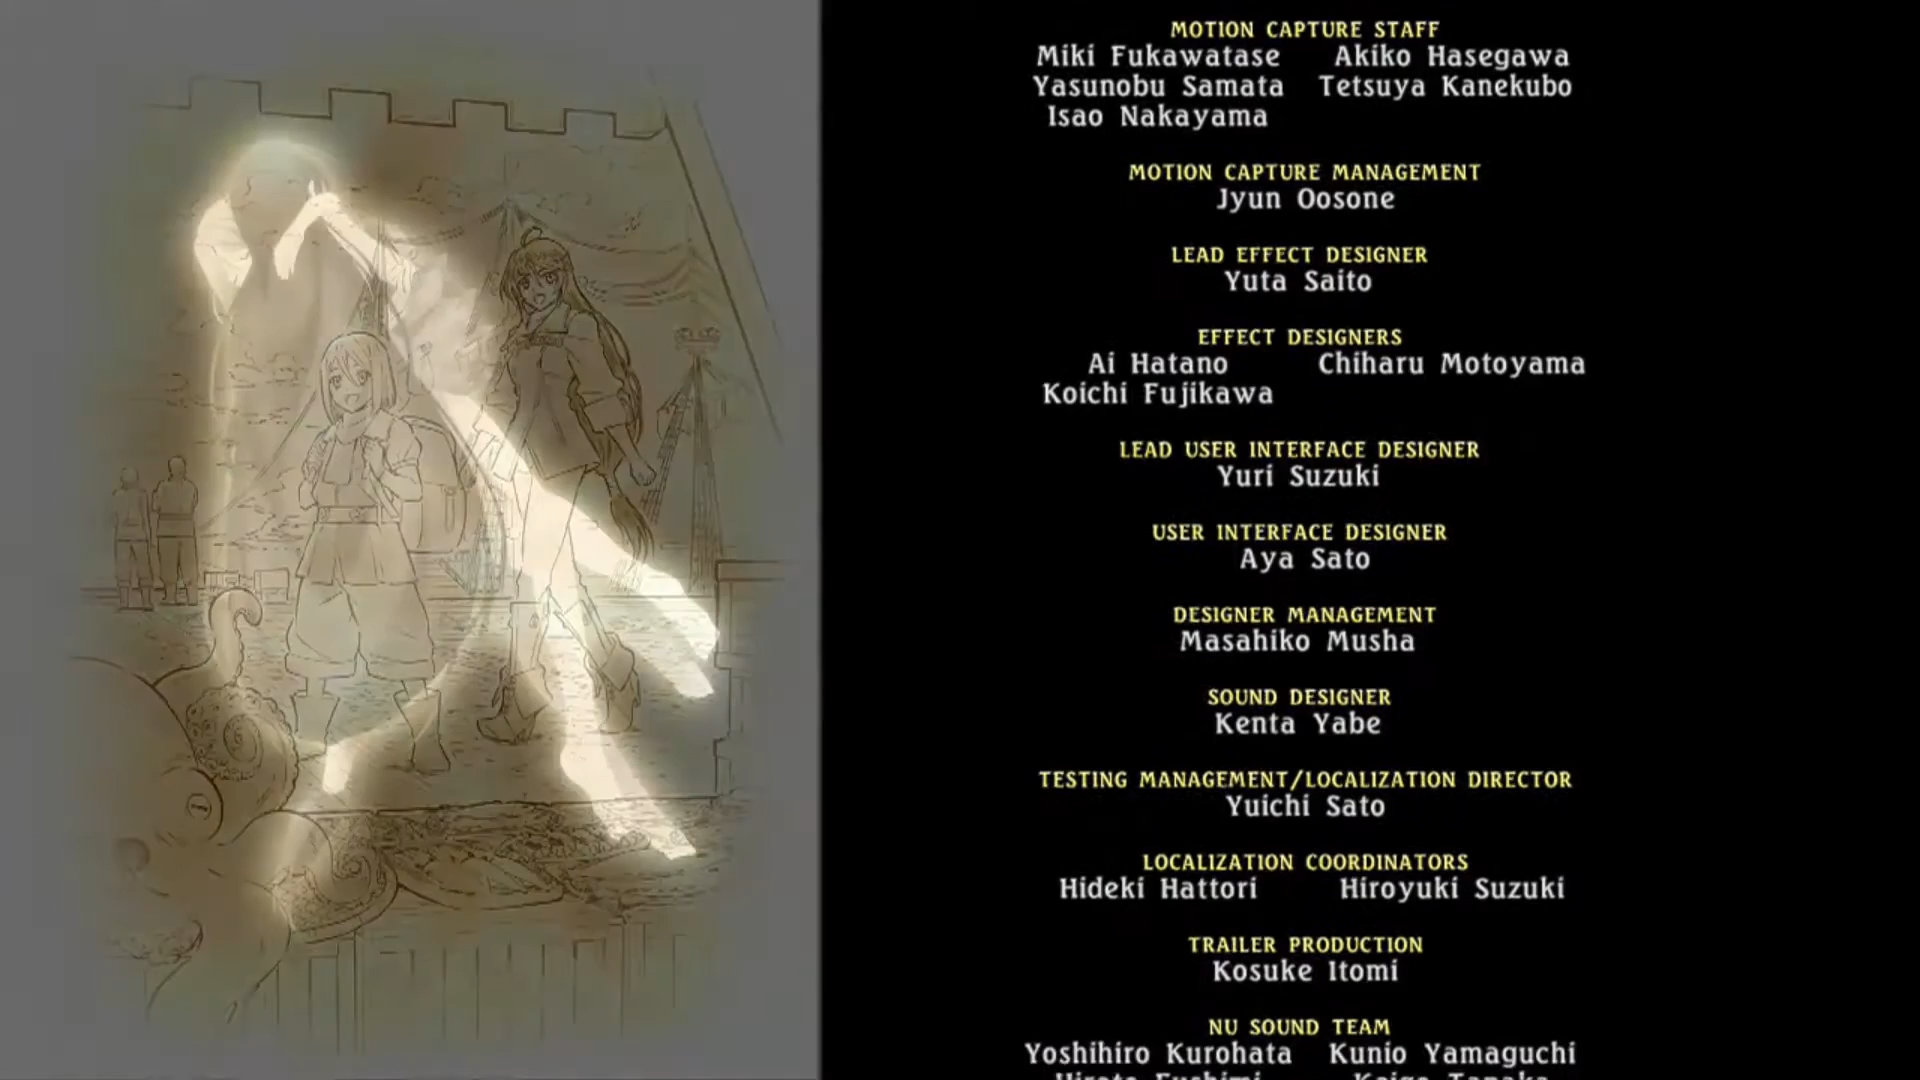 MOTION CAPTURE STAFF
Miki Fukawatase Akiko Hasegawa
Yasunobu Samata Tetsuya Kanekubo
Isao Nakayama
MOTION CAPTURE MANAGEMENT
Jyun Oosone
LEAD EFFECT DESIGNER
Yuta Saito
EFFECT DESIGNERS
Ai Hatano Chiharu Motoyama
Koichi Fujikawa
LEAD USER INTERFACE DESIGNER
Yuri Suzuki
USER INTERFACE DESIGNER
Aya Sato
DESIGNER MANAGEMENT
Masahiko Musha
SOUND DESIGNER
Kenta Yabe
TESTING MANAGEMENT/LOCALIZATION DIRECTOR
Yuichi Sato
LOCALIZATION COORDINATORS
Hideki Hattori Hiroyuki Suzuki
TRAILER PRODUCTION
Kosuke Itomi
NU SOUND TEAM
Yoshihiro Kurohata Kunio Yamaguchi